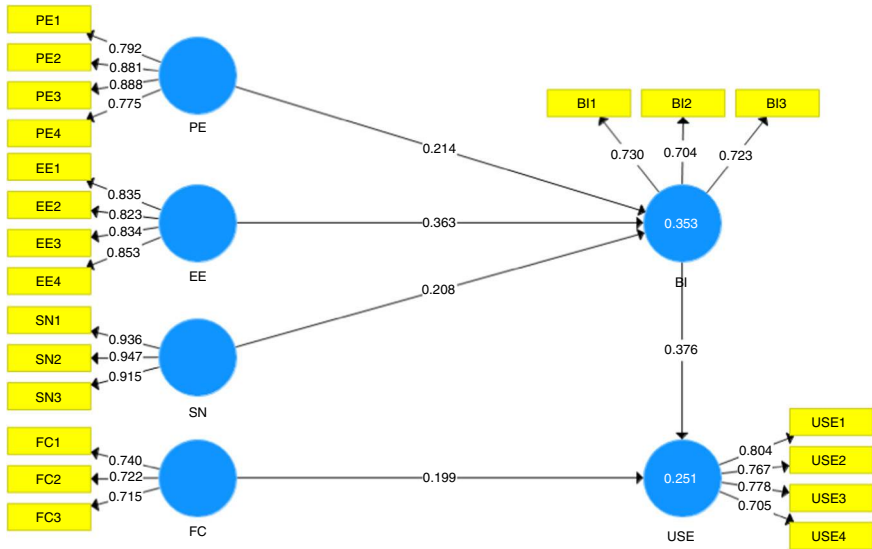 PE1
PE2
PE3
PE4
0.792
0.881
0.888
0.775
PE
EE1
EE2
EE3
EE4
0.835
0.823
0.834
0.853
EE
SN1
SN2
SN3
0.936
0.947
0.915
SN
FC1
FC2
FC3
0.740
0.722
0.715
FC
0.214
0.363
0.208
0.199
BI1 BI2 BI3
0.730 0.704 0.723
0.353
BI
0.376
0.251
USE
0.804
0.767
0.778
0.705
USE1
USE2
USE3
USE4